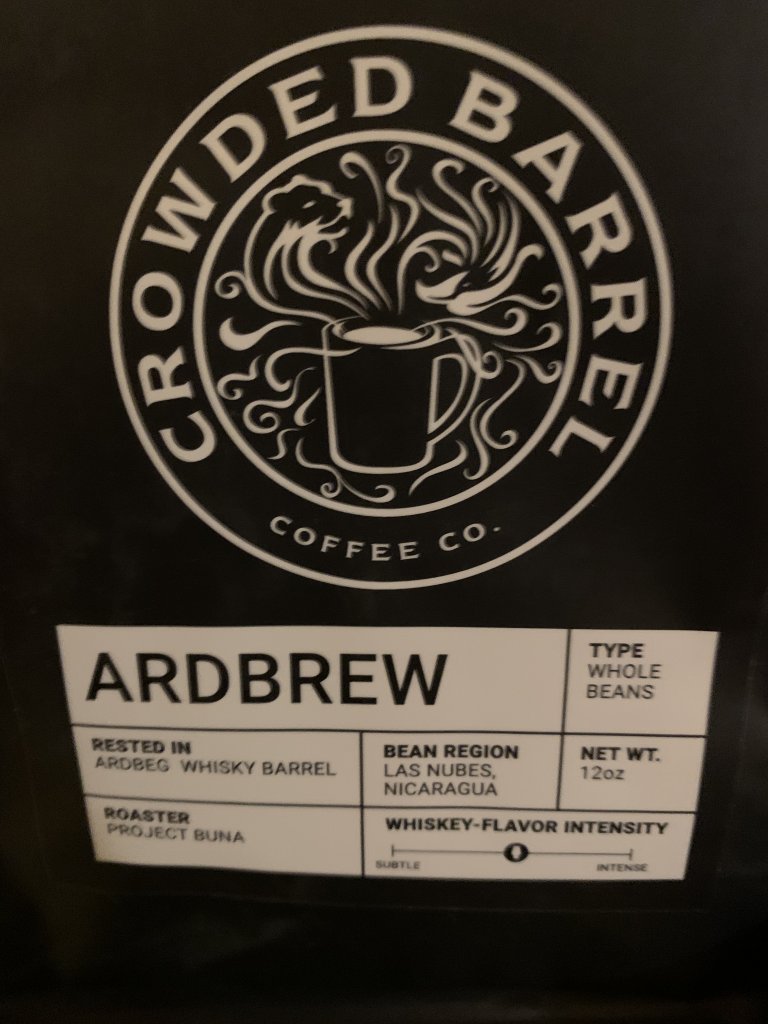 CROWDED BARREL
COFFEE CO.
ARDBREW
TYPE
WHOLE
BEANS
RESTED IN
ARDBEG WHISKY BARREL
BEAN REGION
LAS NUBES,
NICARAGUA
NET WT.
12oz
ROASTER
PROJECT BUNA
WHISKEY-FLAVOR INTENSITY
SUBTLE
INTENSE